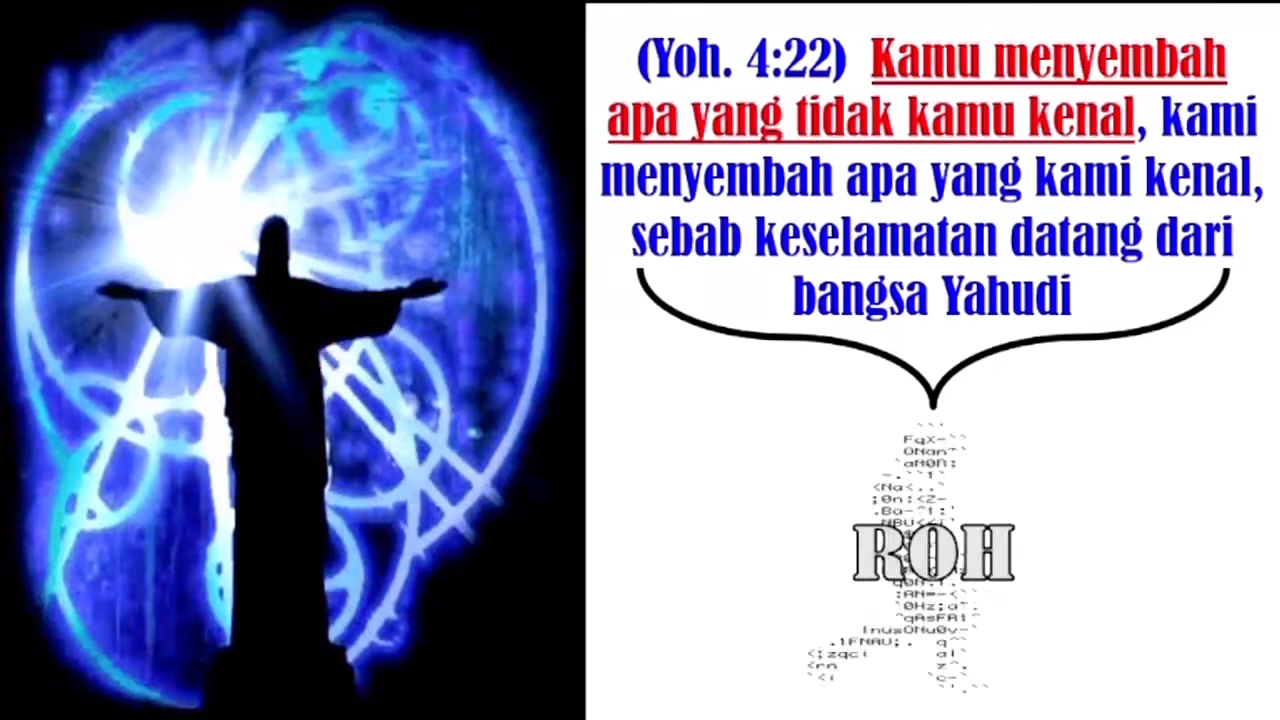 (Yoh. 4:22) Kamu menyembah
apa yang tidak kamu kenal, kami
menyembah apa yang kami kenal,
sebab keselamatan datang dari
bangsa Yahudi
ROH